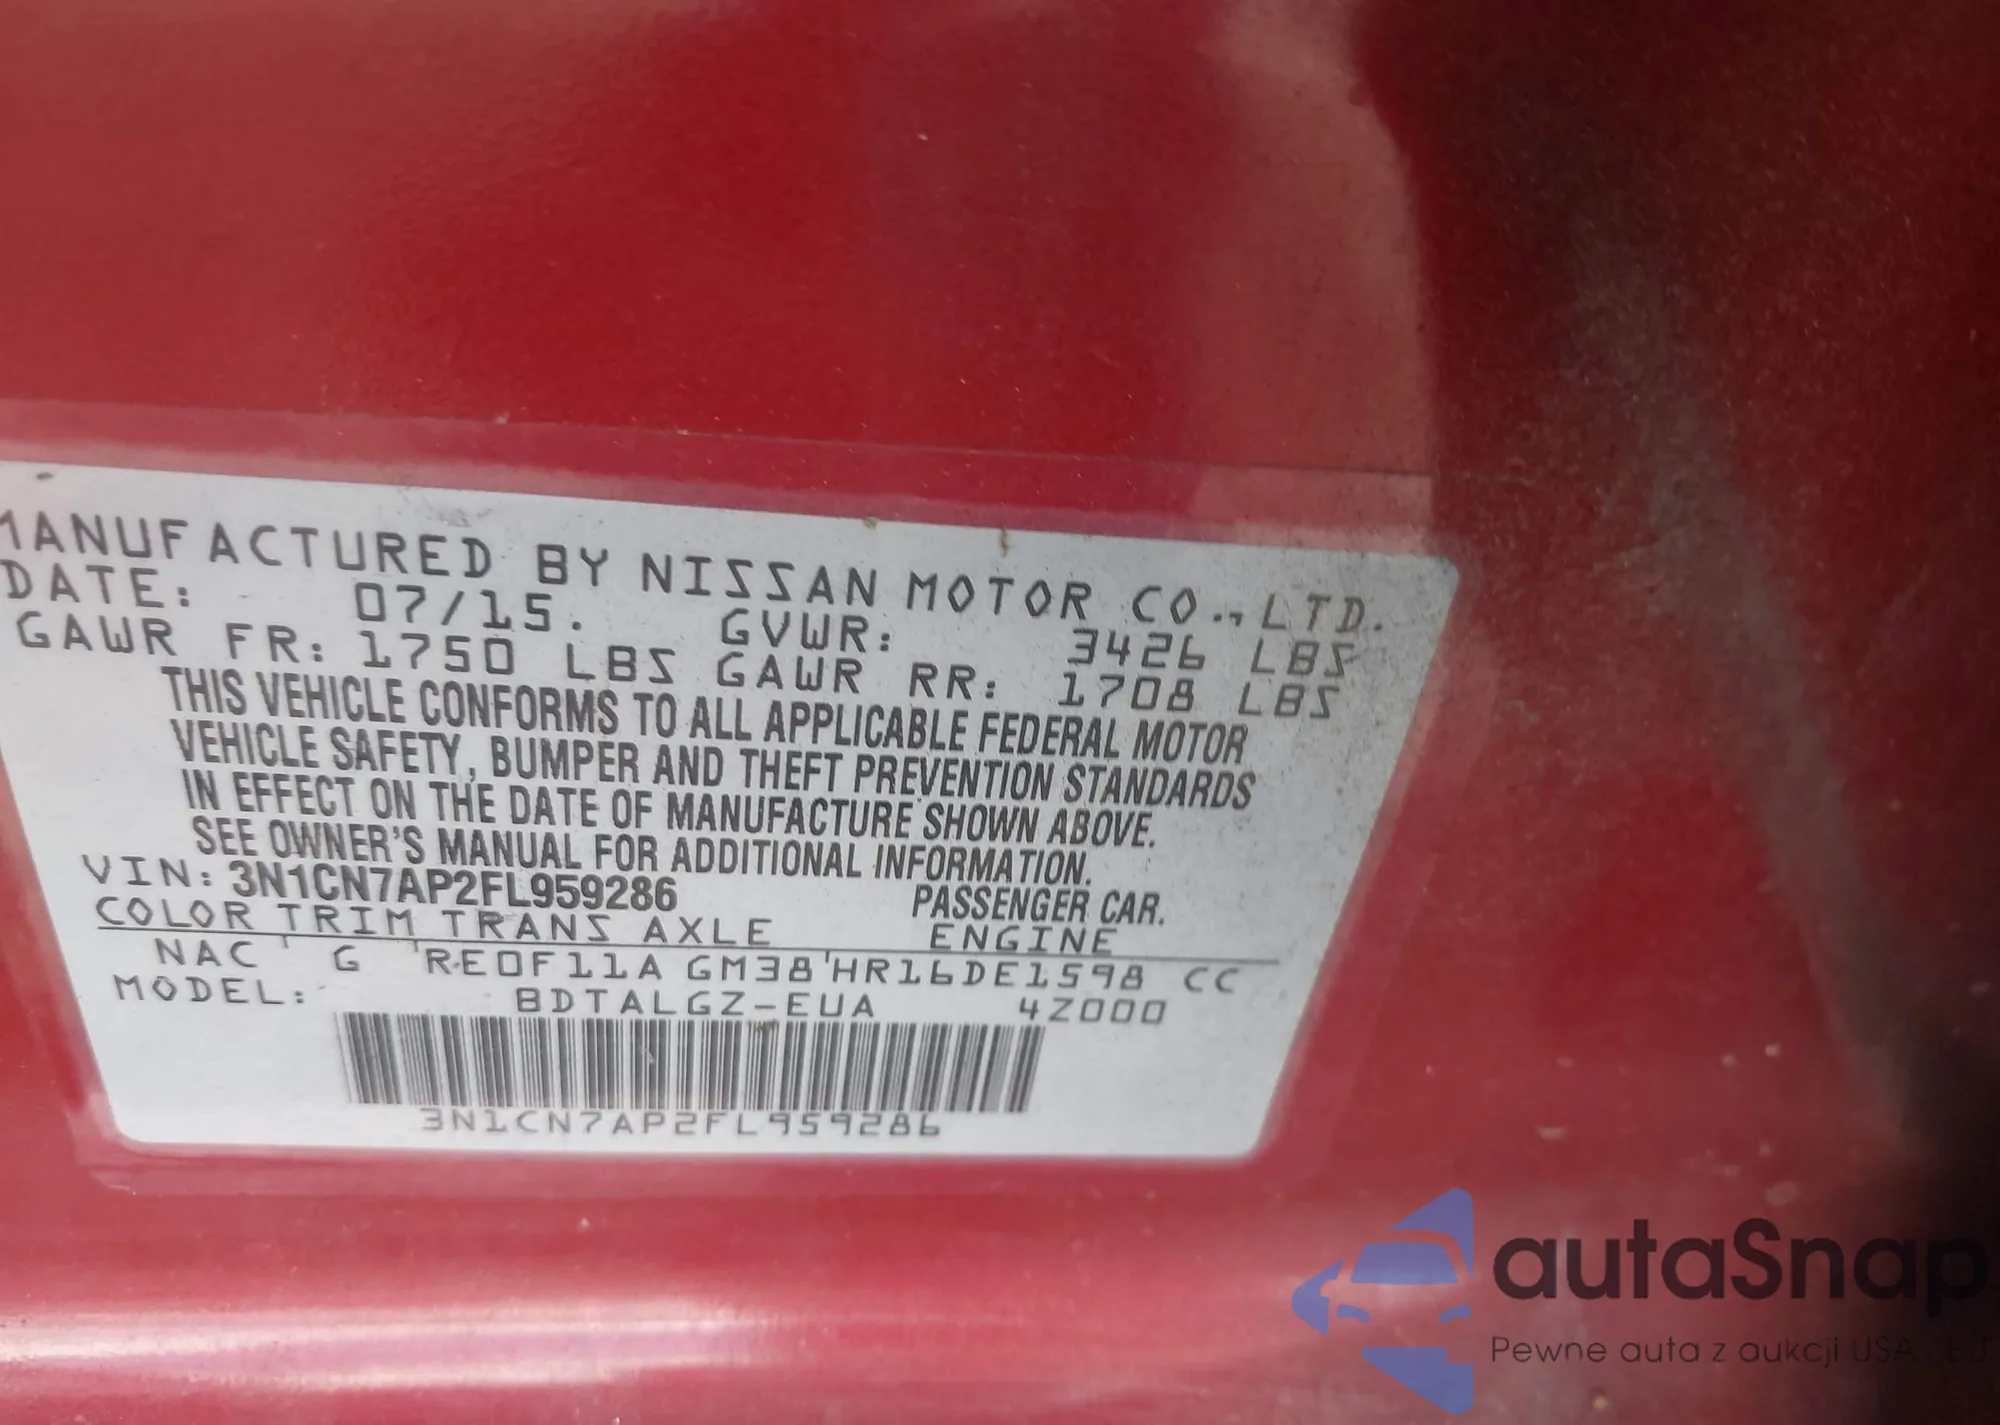 MANUFACTURED BY NISSAN MOTOR CO., LTD.
DATE: 07/15. GVWR: 3426 LBS
GAWR FR: 1750 LBS GAWR RR: 1708 LBS
THIS VEHICLE CONFORMS TO ALL APPLICABLE FEDERAL MOTOR
VEHICLE SAFETY, BUMPER AND THEFT PREVENTION STANDARDS
IN EFFECT ON THE DATE OF MANUFACTURE SHOWN ABOVE.
SEE OWNER'S MANUAL FOR ADDITIONAL INFORMATION.
VIN: 3N1CN7AP2FL959286 PASSENGER CAR.
COLOR TRIM TRANS AXLE ENGINE
NAC ' G ' RE0F11A GM38 ' HR16DE1598 CC
MODEL: BDTALGZ-EUA 4Z000
3N1CN7AP2FL959286
autaSnap
Pewne auta z aukcji USA